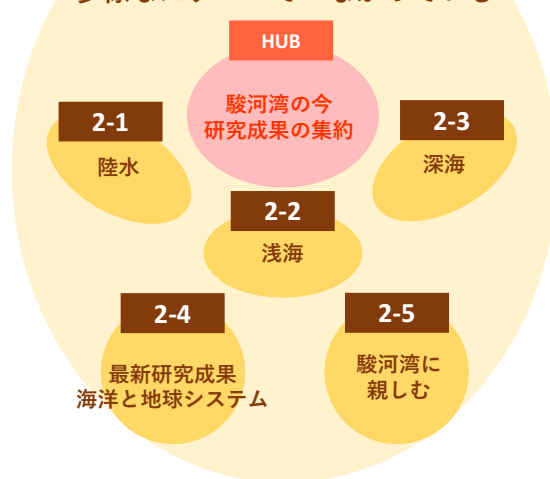 HUB
駿河湾の今
研究成果の集約
2-1
陸水
2-3
深海
2-2
浅海
2-4
最新研究成果
海洋と地球システム
2-5
駿河湾に
親しむ